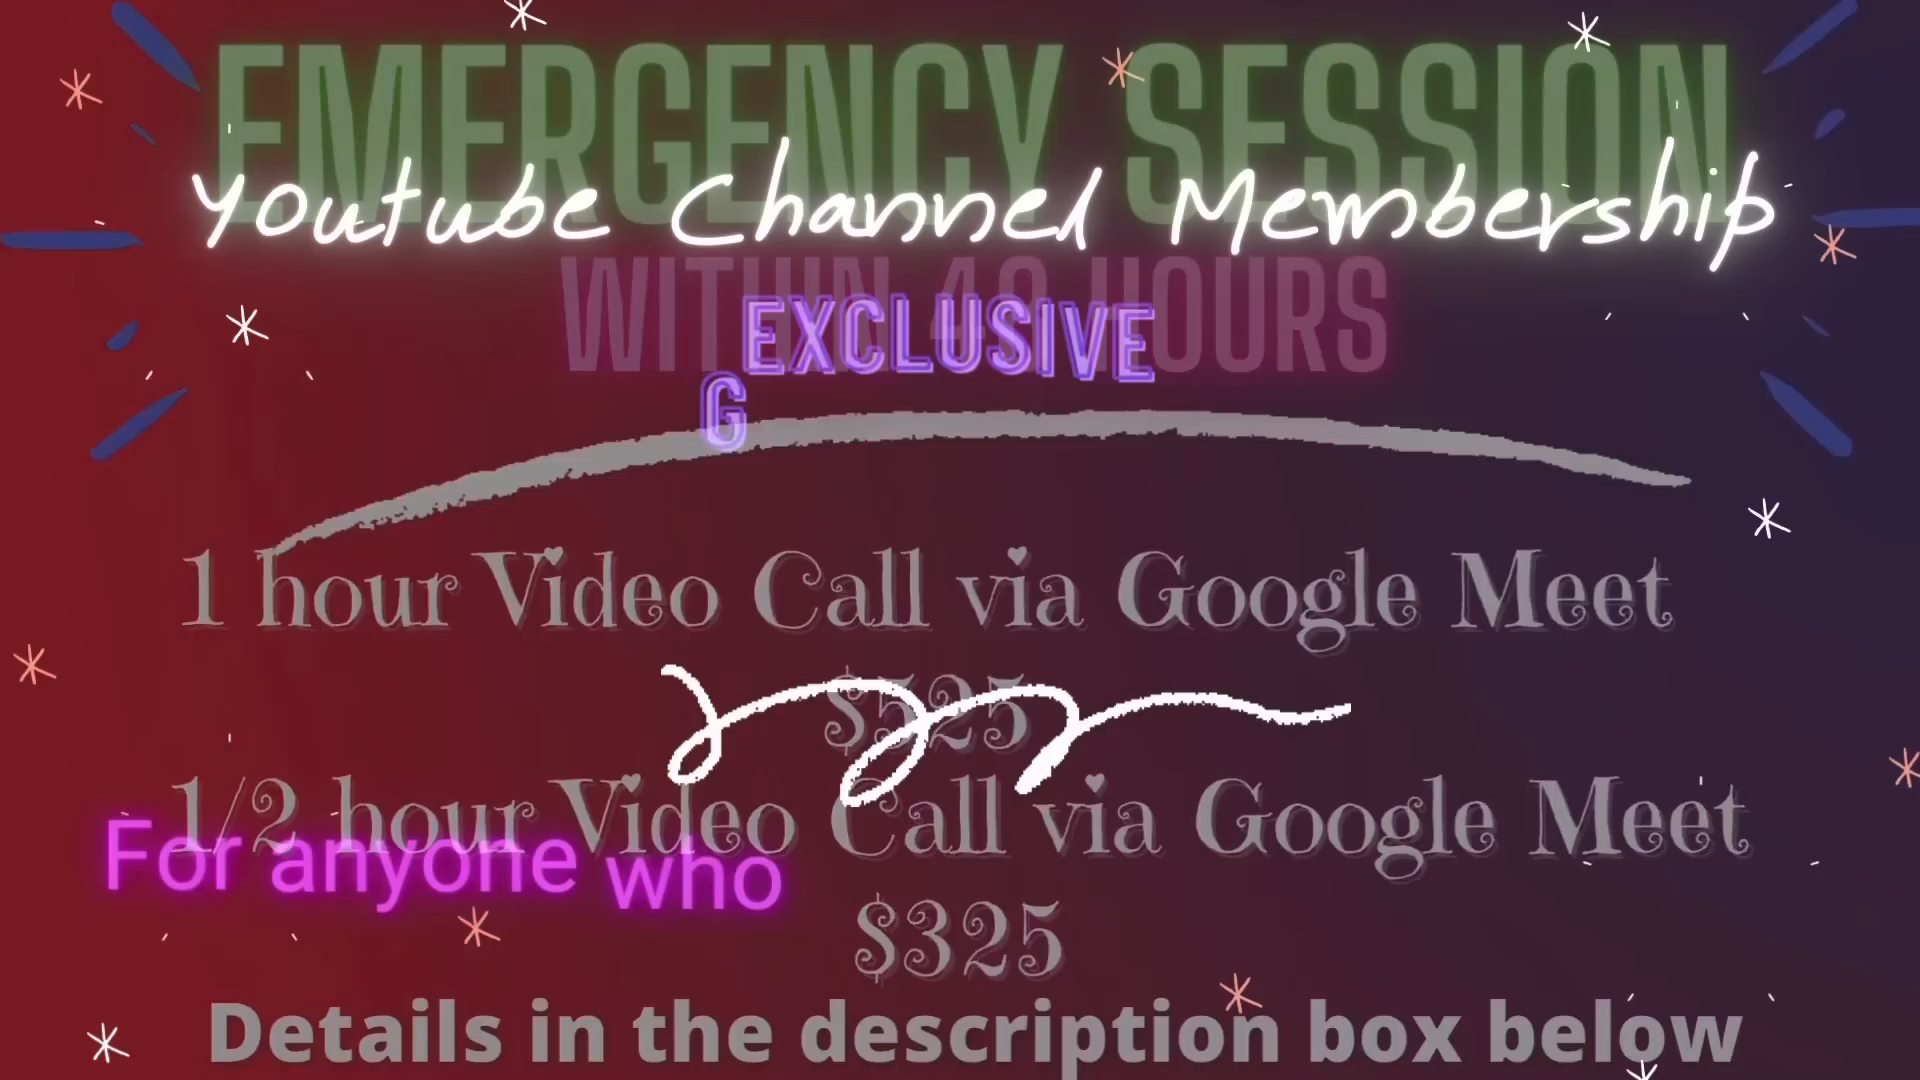 EMERGENCY SESSION
Youtube Channel Membership
WITHIN 48 HOURS
EXCLUSIVE
G
1 hour Video Call via Google Meet
$525
1/2 hour Video Call via Google Meet
For anyone who
$325
Details in the description box below